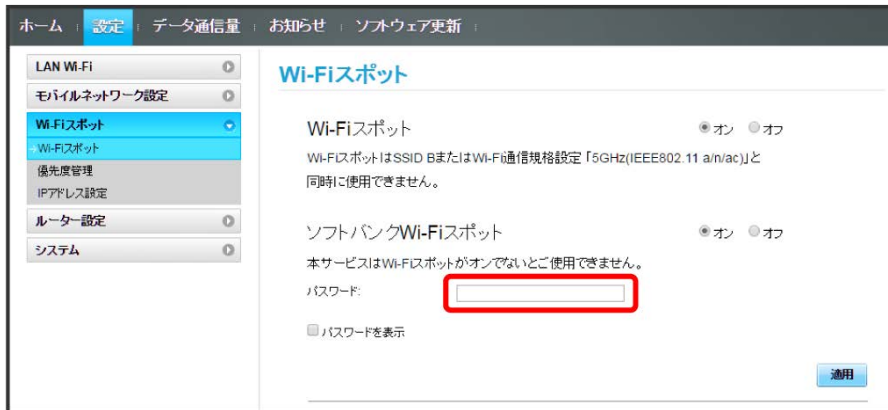 ホーム 設定 データ通信量 お知らせ ソフトウェア更新
LAN Wi-Fi
モバイルネットワーク設定
Wi-Fiスポット
Wi-Fiスポット
優先度管理
IPアドレス設定
ルーター設定
システム
Wi-Fiスポット
Wi-Fiスポット オン オフ
Wi-FiスポットはSSID BまたはWi-Fi通信規格設定「5GHz(IEEE802.11 a/n/ac)」と
同時に使用できません。
ソフトバンクWi-Fiスポット オン オフ
本サービスはWi-Fiスポットがオンでないとご使用できません。
パスワード:
パスワードを表示
適用